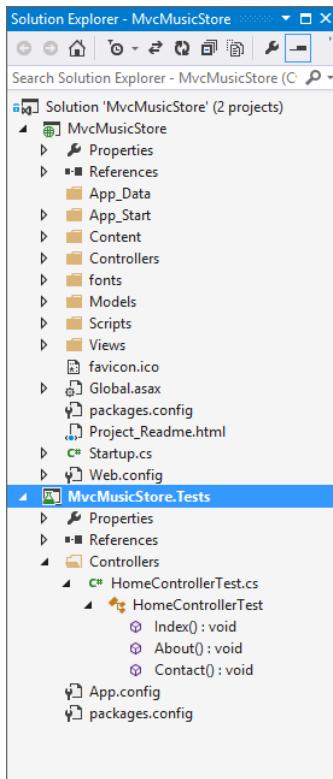 Solution Explorer - MvcMusicStore
Search Solution Explorer - MvcMusicStore (C
Solution 'MvcMusicStore' (2 projects)
MvcMusicStore
Properties
References
App_Data
App_Start
Content
Controllers
fonts
Models
Scripts
Views
favicon.ico
Global.asax
packages.config
Project_Readme.html
C# Startup.cs
Web.config
MvcMusicStore.Tests
Properties
References
Controllers
C# HomeControllerTest.cs
HomeControllerTest
Index() : void
About() : void
Contact() : void
App.config
packages.config